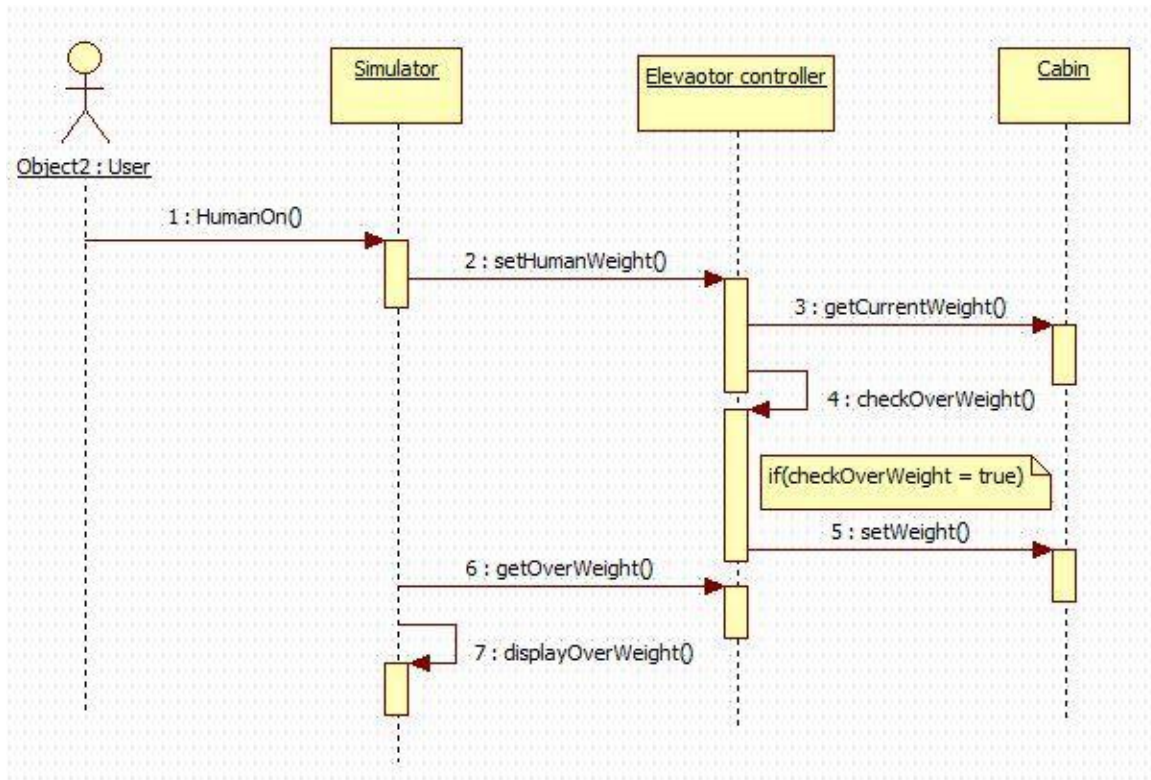 Simulator
Elevaotor controller
Cabin
Object2 : User
1 : HumanOn()
2 : setHumanWeight()
3 : getCurrentWeight()
4 : checkOverWeight()
if(checkOverWeight = true)
5 : setWeight()
6 : getOverWeight()
7 : displayOverWeight()